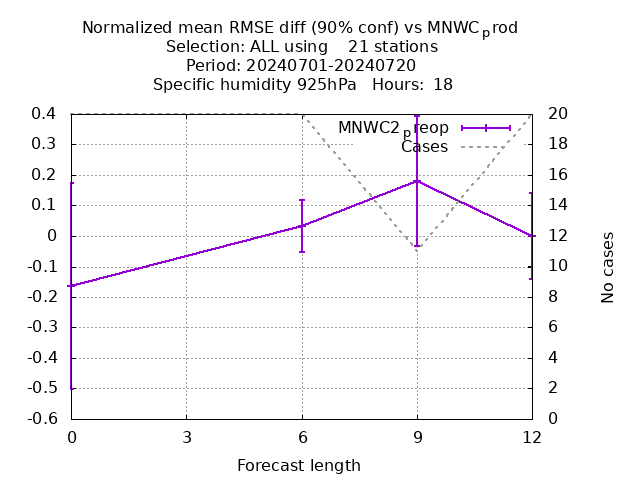 Normalized mean RMSE diff (90% conf) vs MNWCprod
Selection: ALL using    21 stations
Period: 20240701-20240720
Specific humidity 925hPa   Hours:  18
MNWC2preop
Cases
0.4
0.3
0.2
0.1
0
-0.1
-0.2
-0.3
-0.4
-0.5
-0.6
20
18
16
14
12
10
8
6
4
2
0
No cases
0 3 6 9 12
Forecast length